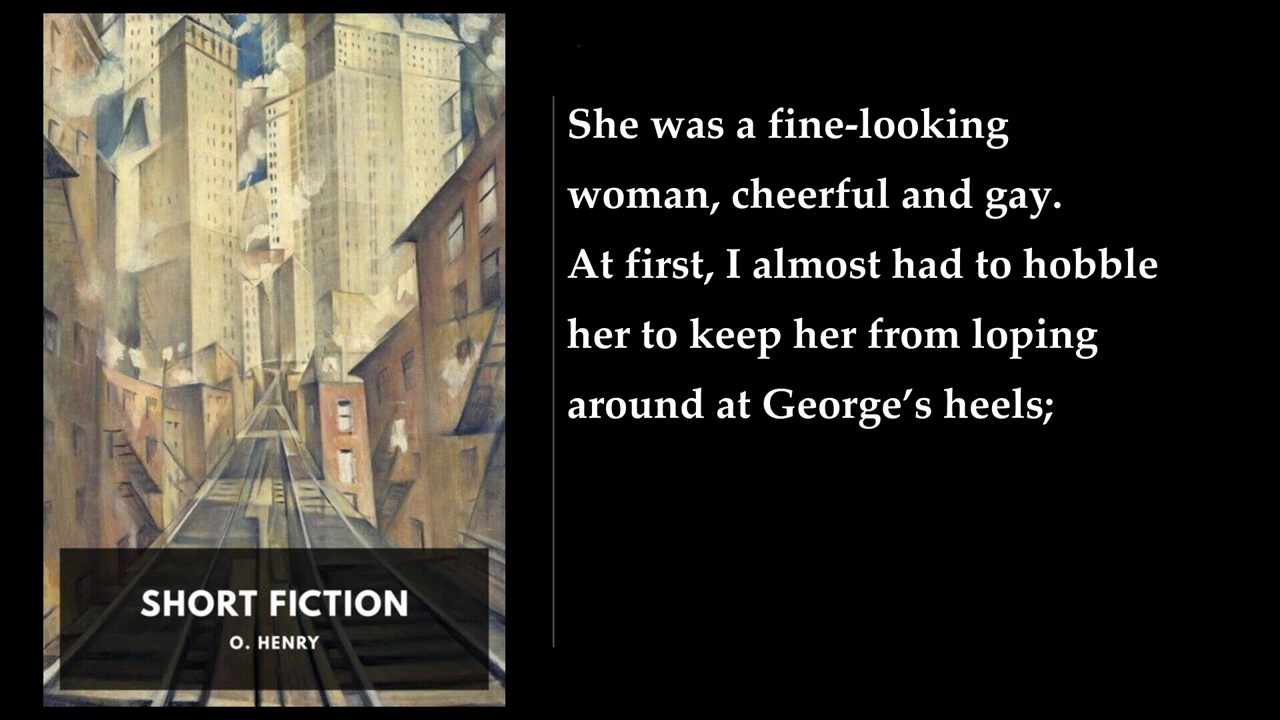 SHORT FICTION
O. HENRY
She was a fine-looking
woman, cheerful and gay.
At first, I almost had to hobble
her to keep her from loping
around at George’s heels;